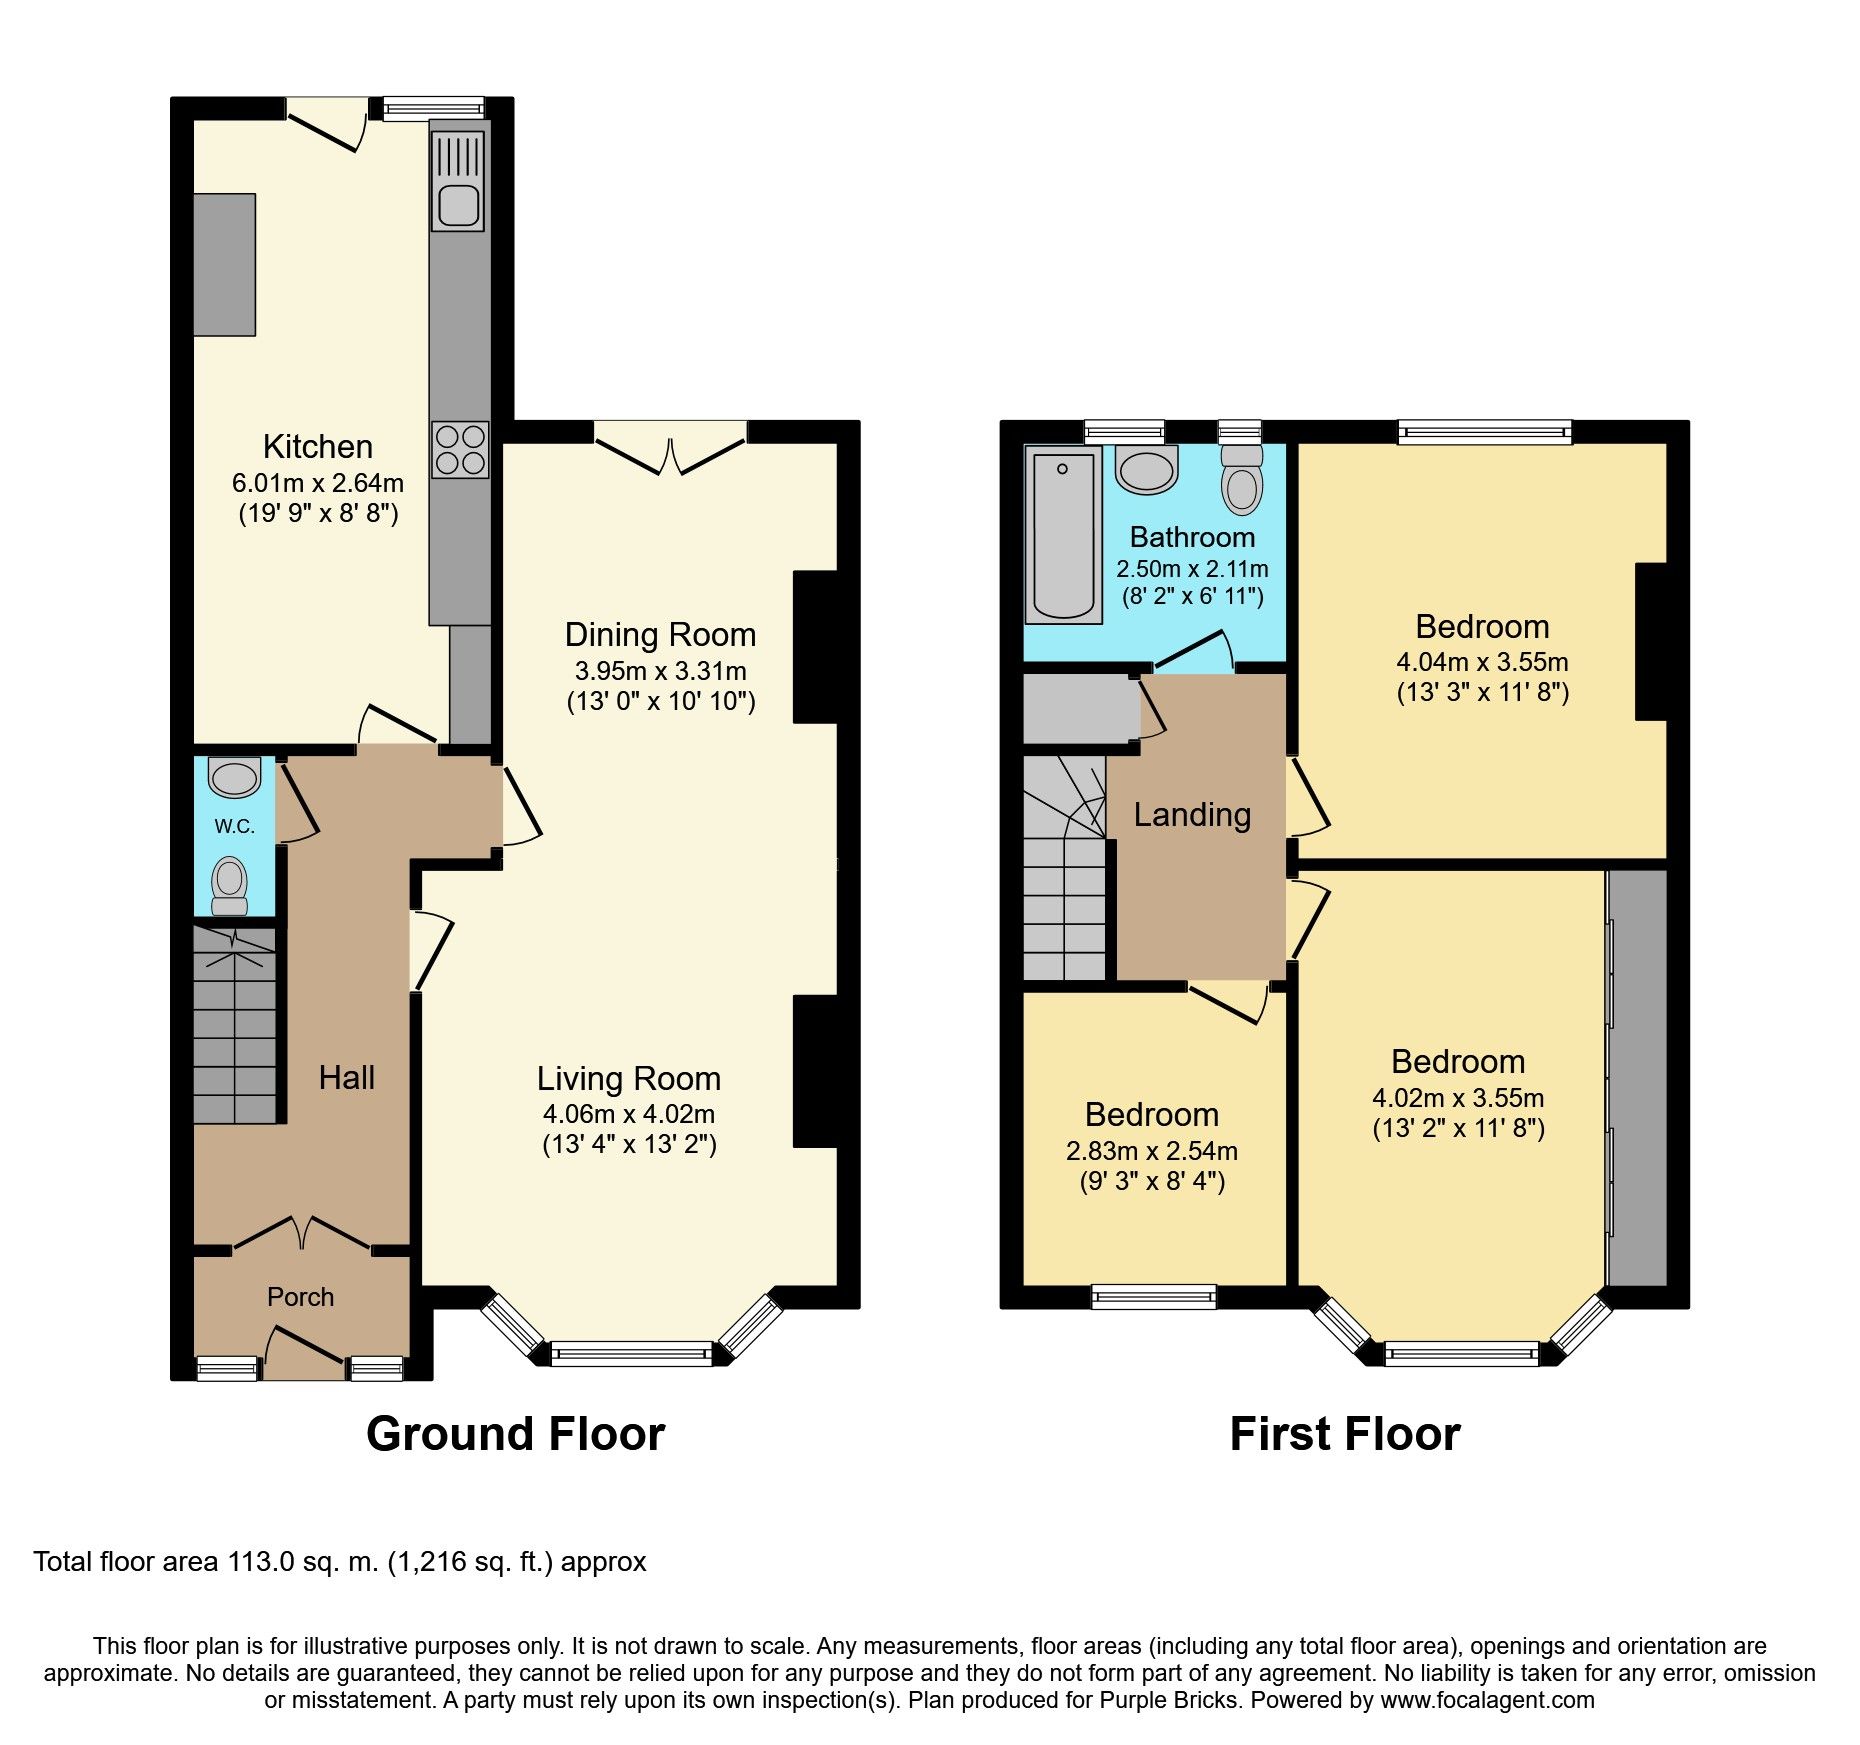 Kitchen
6.01m x 2.64m
(19' 9" x 8' 8")
Dining Room
3.95m x 3.31m
(13' 0" x 10' 10")
W.C.
Hall
Living Room
4.06m x 4.02m
(13' 4" x 13' 2")
Porch
Ground Floor
Bathroom
2.50m x 2.11m
(8' 2" x 6' 11")
Bedroom
4.04m x 3.55m
(13' 3" x 11' 8")
Landing
Bedroom
4.02m x 3.55m
(13' 2" x 11' 8")
Bedroom
2.83m x 2.54m
(9' 3" x 8' 4")
First Floor
Total floor area 113.0 sq. m. (1,216 sq. ft.) approx
This floor plan is for illustrative purposes only. It is not drawn to scale. Any measurements, floor areas (including any total floor area), openings and orientation are
approximate. No details are guaranteed, they cannot be relied upon for any purpose and they do not form part of any agreement. No liability is taken for any error, omission
or misstatement. A party must rely upon its own inspection(s). Plan produced for Purple Bricks. Powered by www.focalagent.com